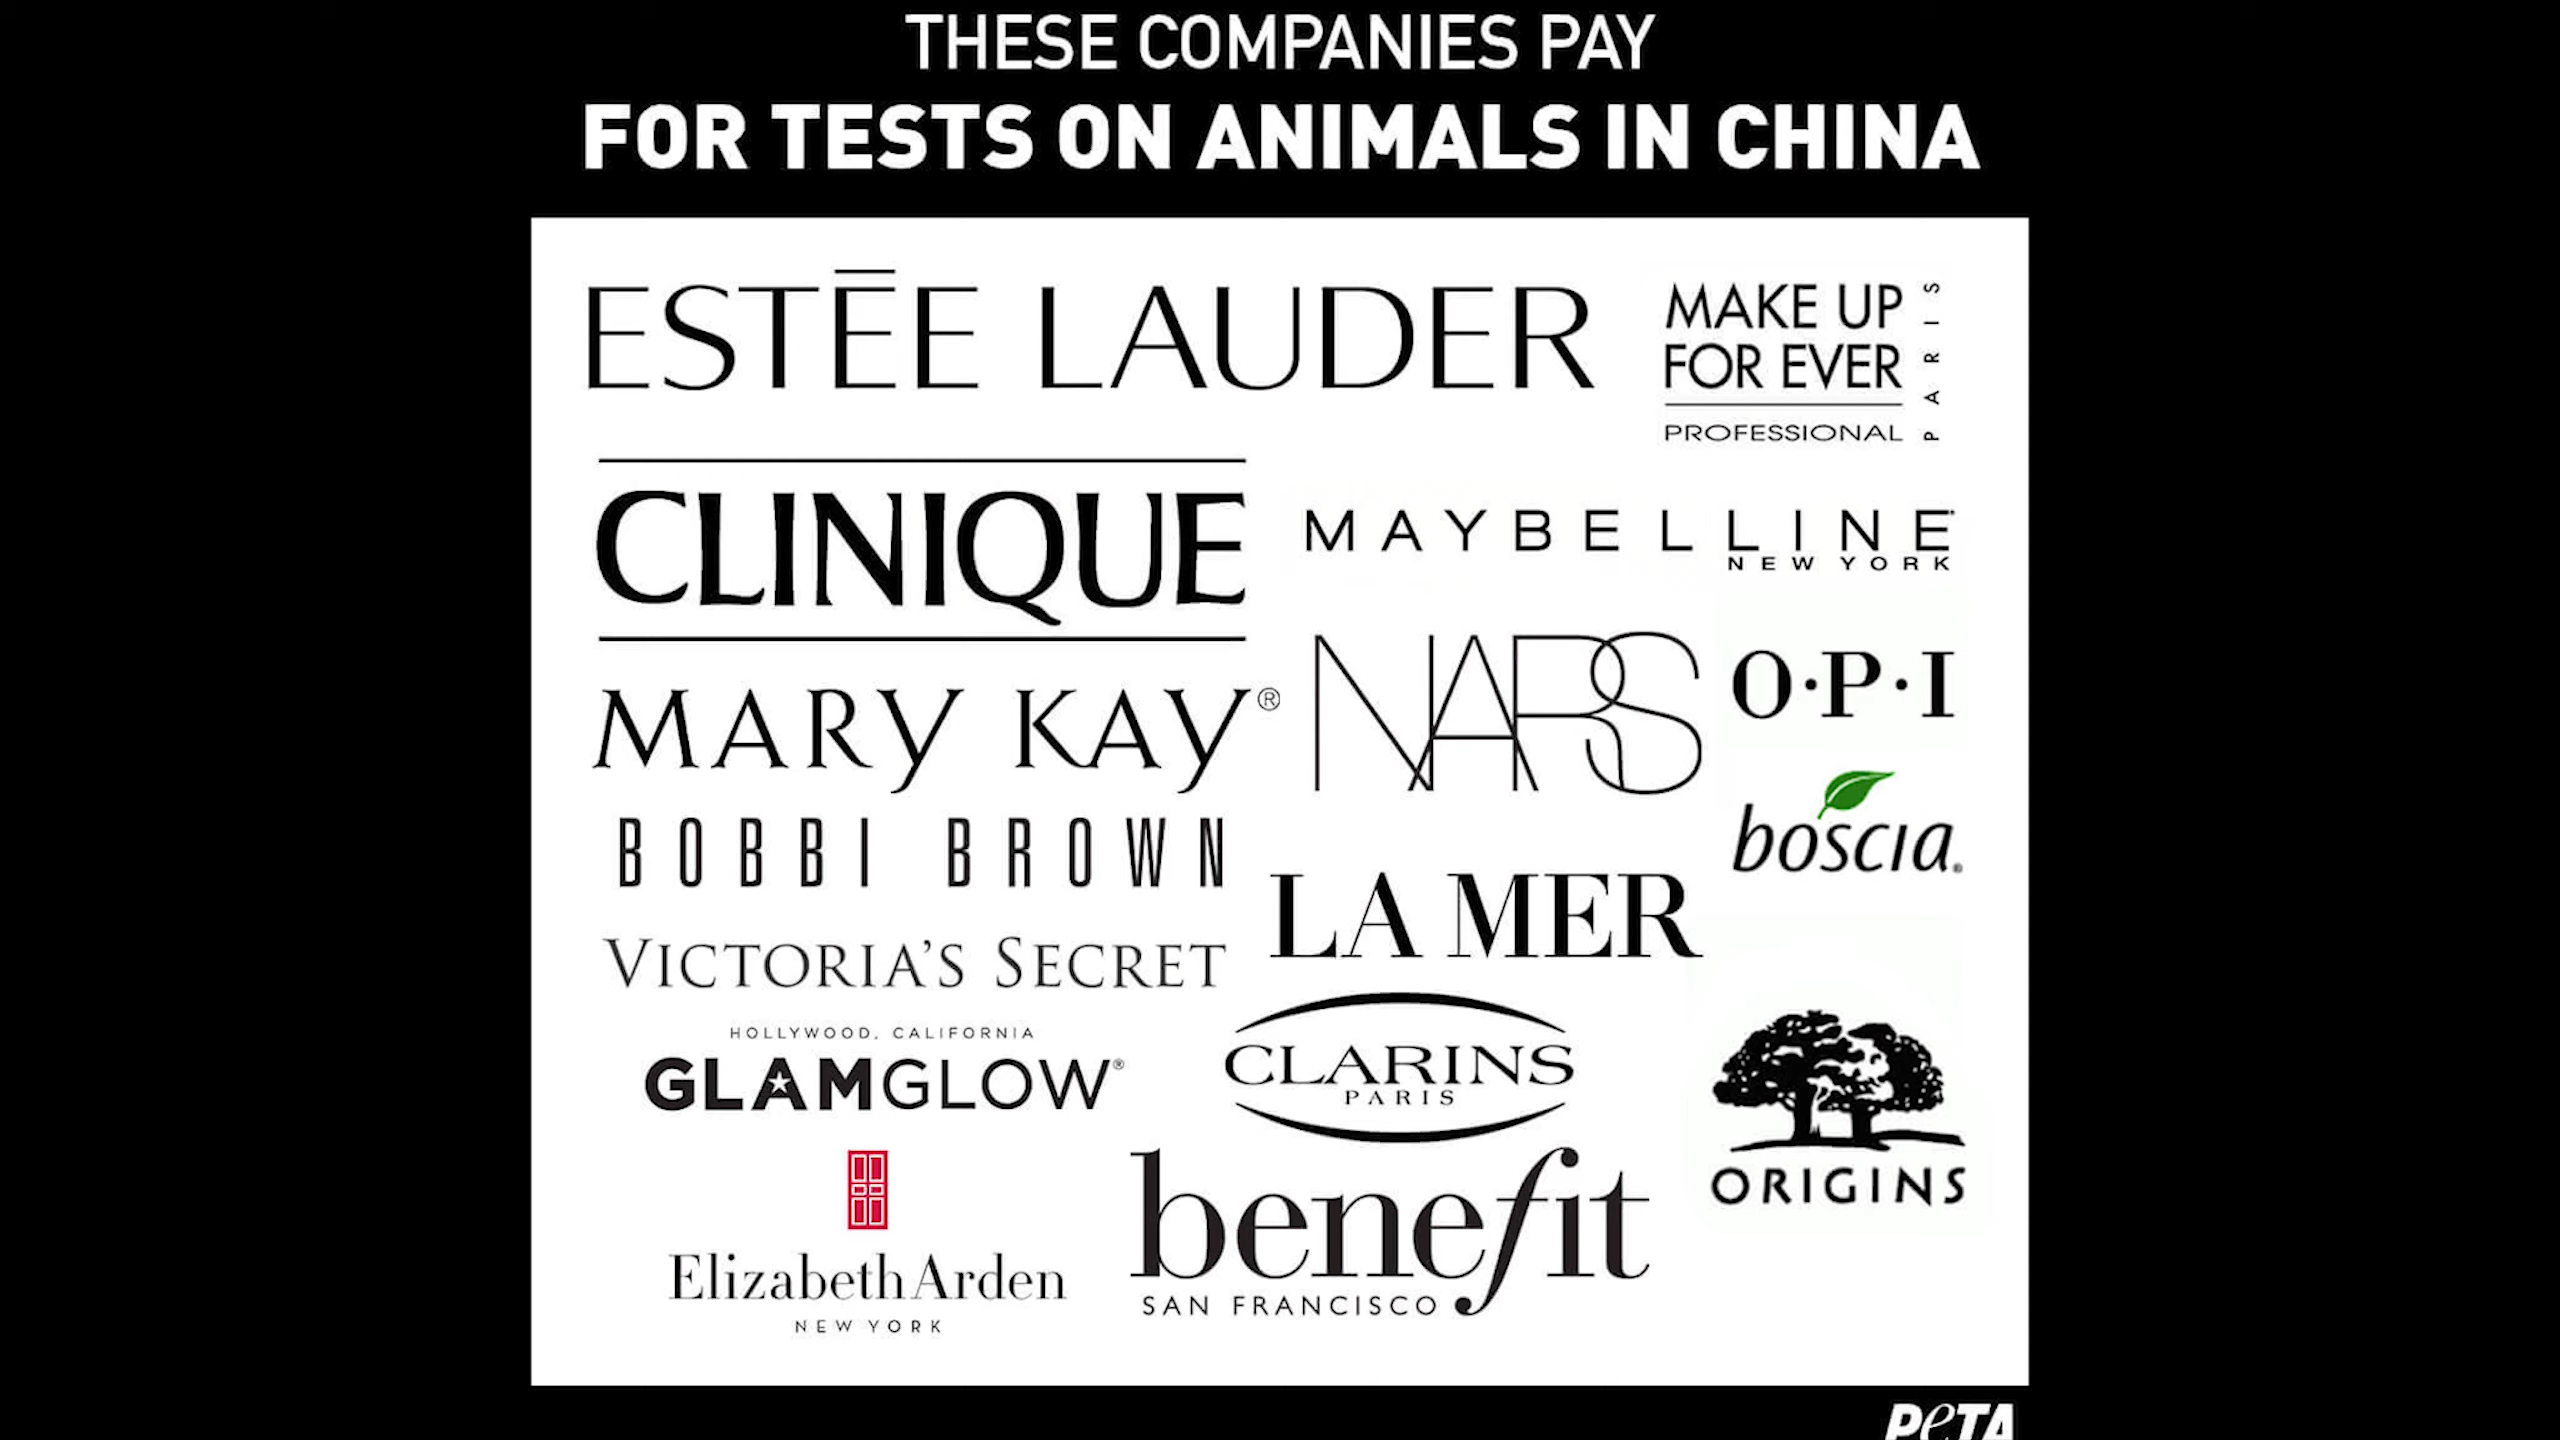 THESE COMPANIES PAY
FOR TESTS ON ANIMALS IN CHINA
ESTĒE LAUDER
MAKE UP
FOR EVER
PROFESSIONAL
PARIS
CLINIQUE
MAYBELLINE
NEW YORK
MARY KAY®
NARS
O·P·I
BOBBI BROWN
boscia®
LA MER
VICTORIA'S SECRET
HOLLYWOOD, CALIFORNIA
GLAMGLOW®
CLARINS
PARIS
ORIGINS
Elizabeth Arden
NEW YORK
benefit
SAN FRANCISCO
PeTA